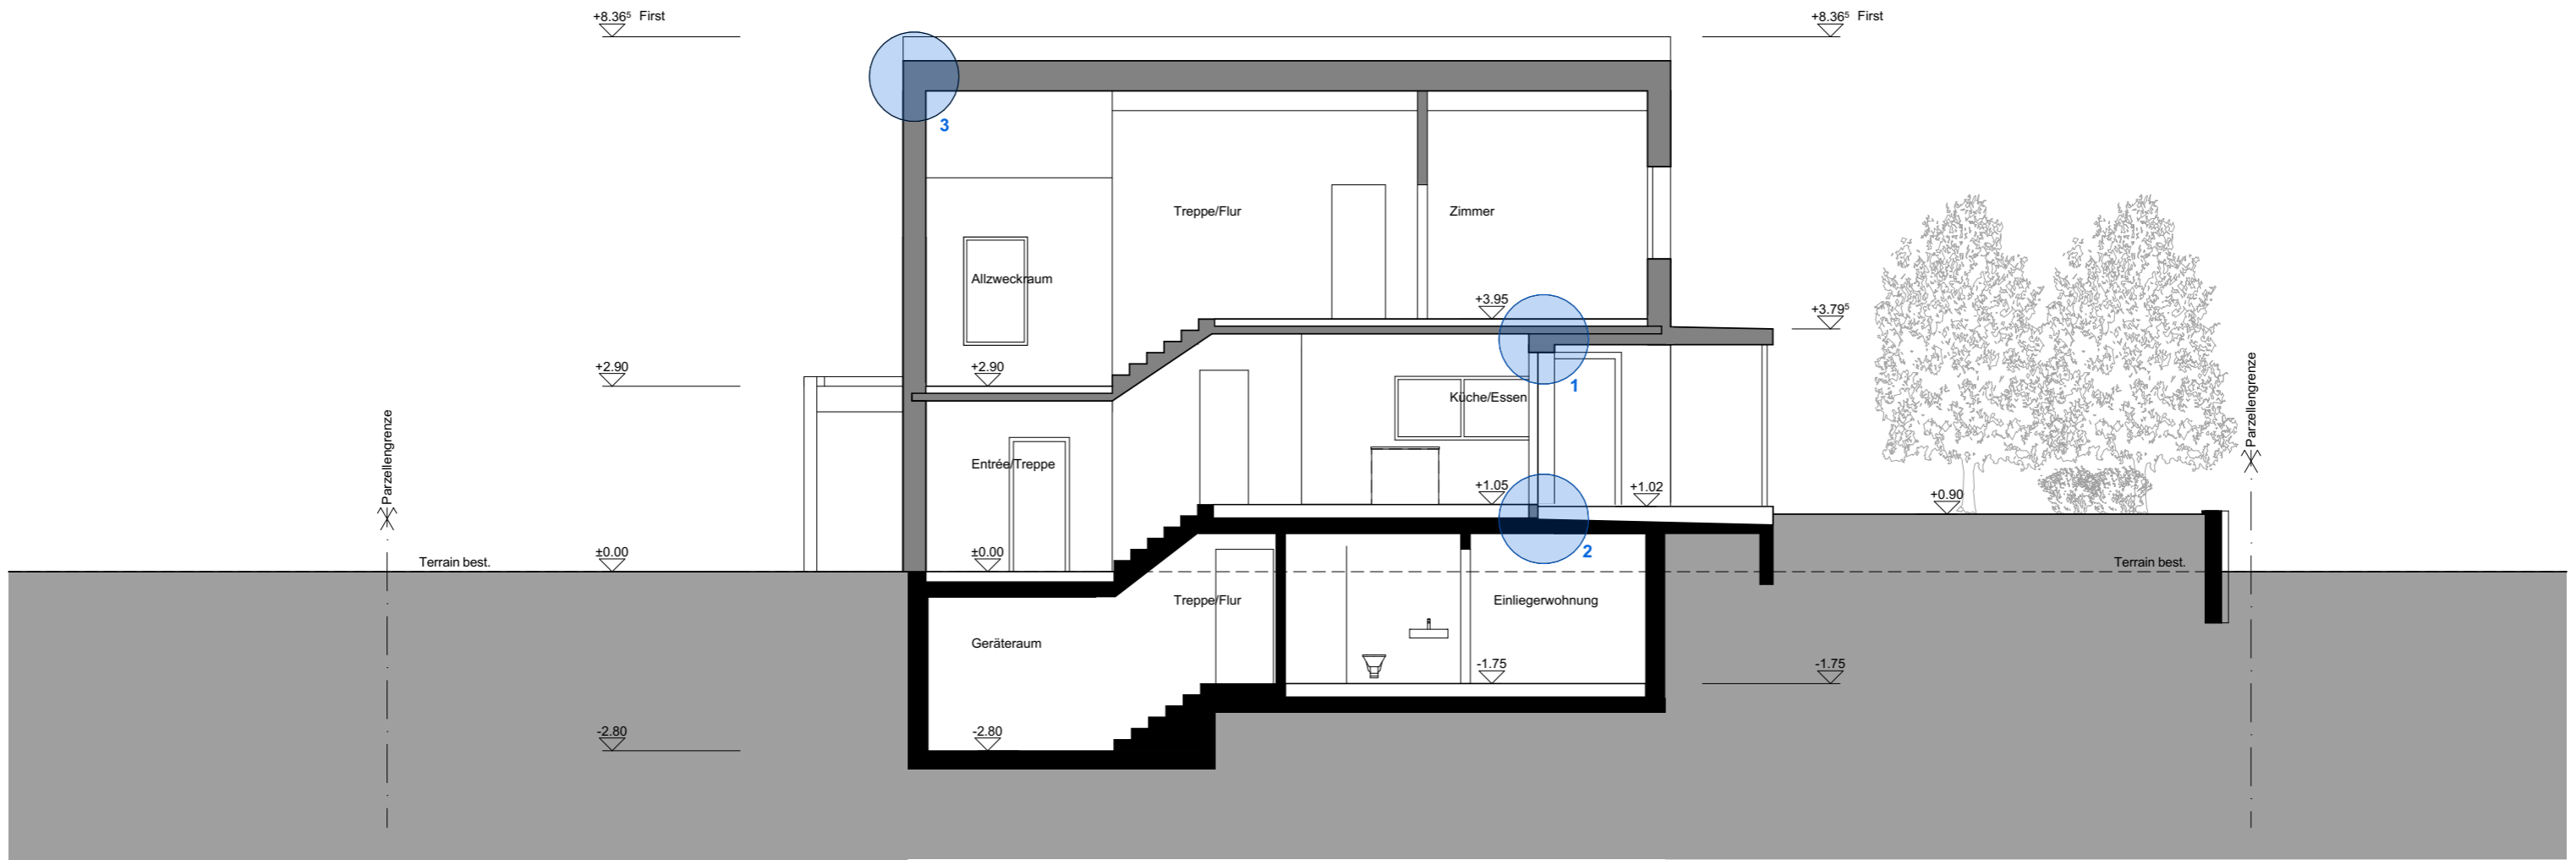 +8.36⁵ First
+8.36⁵ First
3
Treppe/Flur
Zimmer
Allzweckraum
+3.95
+3.79⁵
+2.90
+2.90
1
Küche/Essen
Parzellengrenze
Parzellengrenze
Entrée/Treppe
+1.05
+1.02
+0.90
±0.00
±0.00
2
Terrain best.
Terrain best.
Treppe/Flur
Einliegerwohnung
Geräteraum
-1.75
-1.75
-2.80
-2.80